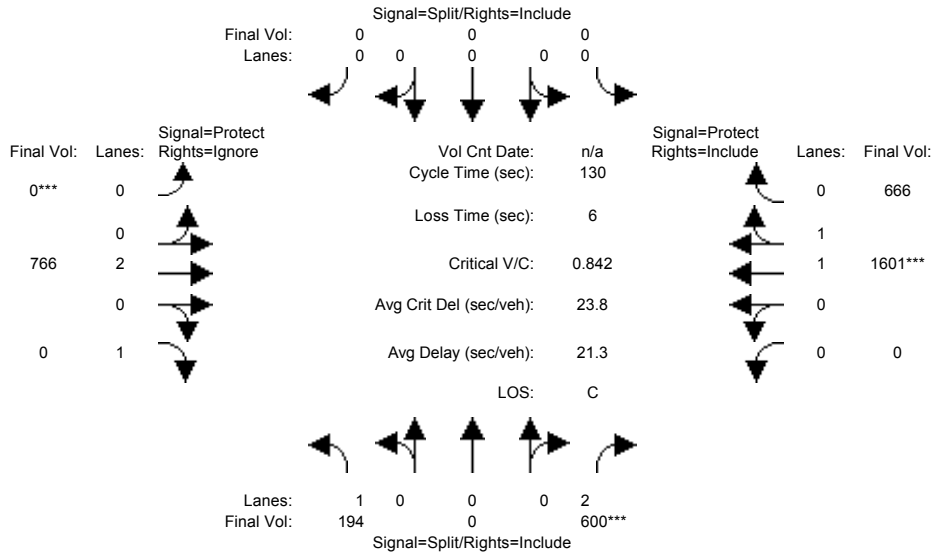 Signal=Split/Rights=Include
Final Vol: 0 0 0
Lanes: 0 0 0 0 0
Signal=Protect Signal=Protect
Final Vol: Lanes: Rights=Ignore Vol Cnt Date: n/a Rights=Include Lanes: Final Vol:
Cycle Time (sec): 130
0*** 0 0 666
Loss Time (sec): 6
0 1
766 2 Critical V/C: 0.842 1 1601***
0 Avg Crit Del (sec/veh): 23.8 0
0 1 Avg Delay (sec/veh): 21.3 0 0
LOS: C
Lanes: 1 0 0 0 2
Final Vol: 194 0 600***
Signal=Split/Rights=Include